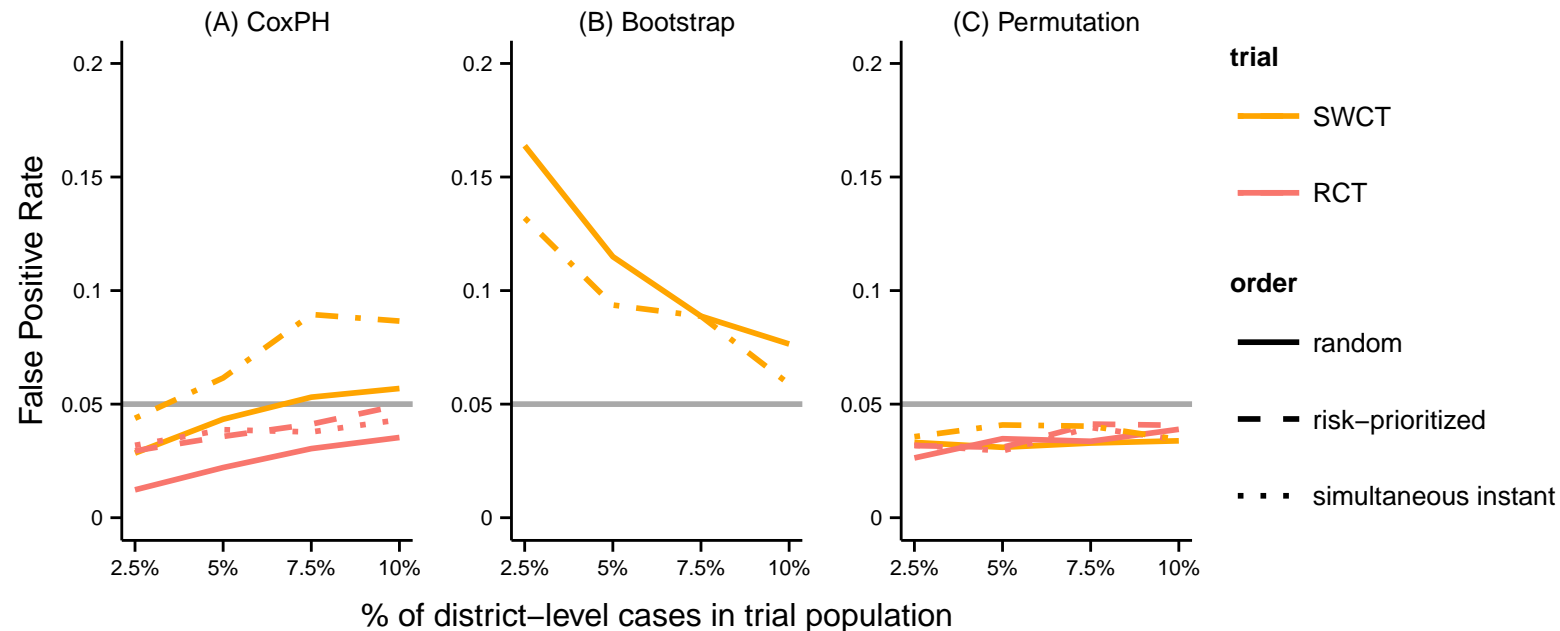 (A) CoxPH
(B) Bootstrap
(C) Permutation
False Positive Rate
0.2
0.15
0.1
0.05
0
2.5%
5%
7.5%
10%
0.2
0.15
0.1
0.05
0
2.5%
5%
7.5%
10%
0.2
0.15
0.1
0.05
0
2.5%
5%
7.5%
10%
% of district−level cases in trial population
trial
SWCT
RCT
order
random
risk−prioritized
simultaneous instant